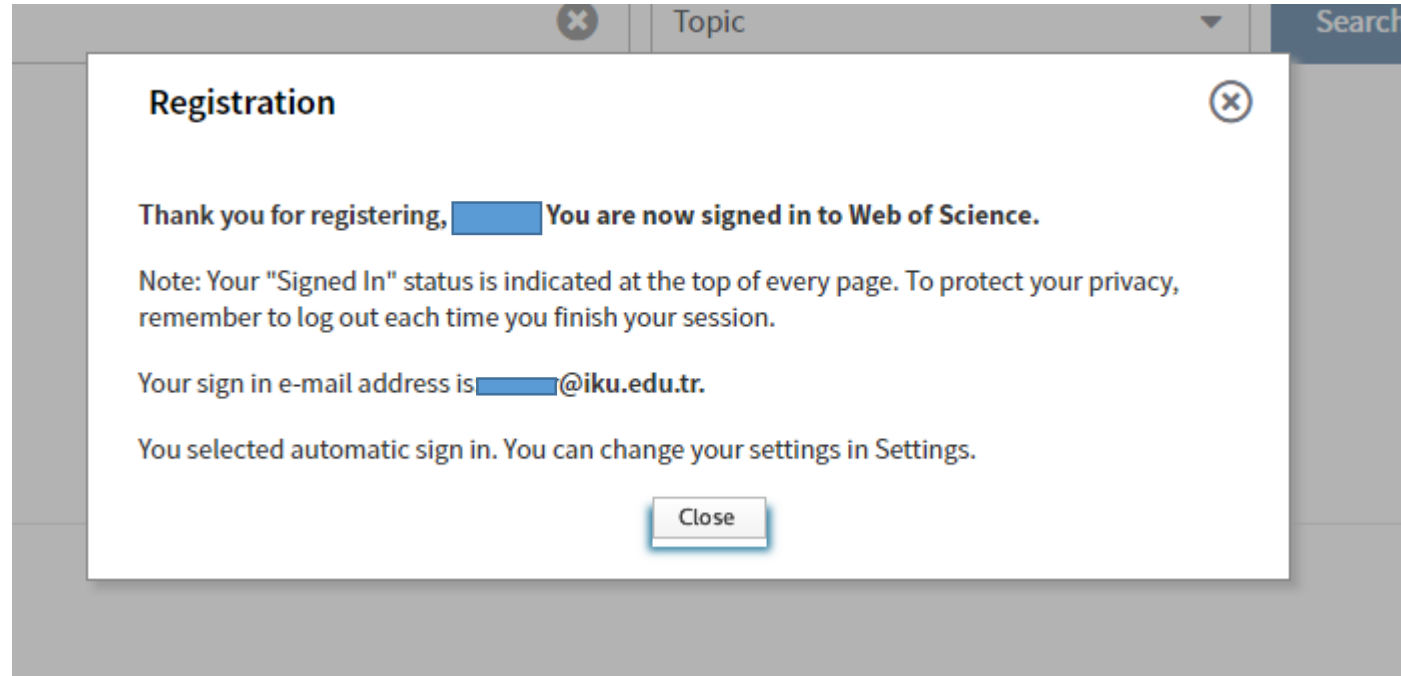 Topic
Search
Registration
Thank you for registering, You are now signed in to Web of Science.
Note: Your "Signed In" status is indicated at the top of every page. To protect your privacy,
remember to log out each time you finish your session.
Your sign in e-mail address is @iku.edu.tr.
You selected automatic sign in. You can change your settings in Settings.
Close